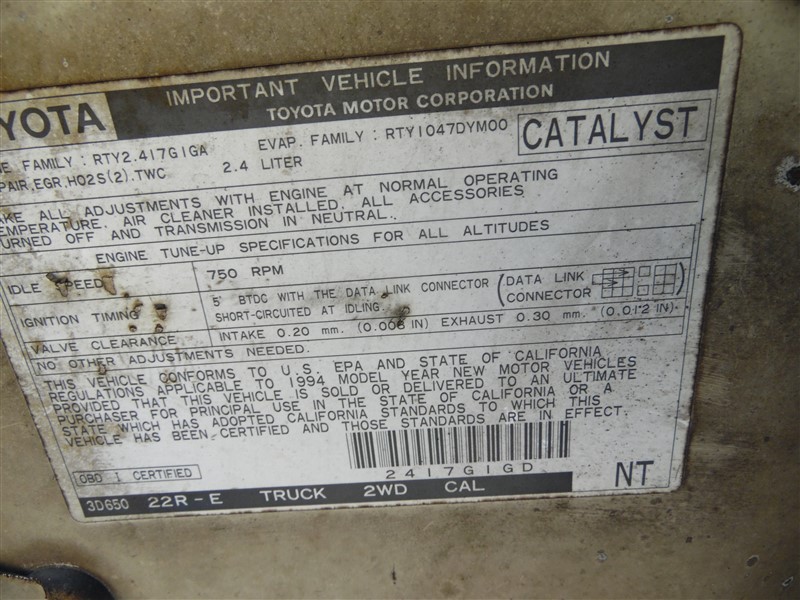 YOTA
IMPORTANT VEHICLE INFORMATION
TOYOTA MOTOR CORPORATION
E FAMILY: RTY2.417G1GA EVAP. FAMILY: RTY1047DYM00
PAIR,EGR,HO2S(2),TWC 2.4 LITER
CATALYST
KE ALL ADJUSTMENTS WITH ENGINE AT NORMAL OPERATING
EMPERATURE, AIR CLEANER INSTALLED, ALL ACCESSORIES
URNED OFF AND TRANSMISSION IN NEUTRAL.
ENGINE TUNE-UP SPECIFICATIONS FOR ALL ALTITUDES
IDLE SPEED 750 RPM
IGNITION TIMING 5° BTDC WITH THE DATA LINK CONNECTOR
SHORT-CIRCUITED AT IDLING.
(DATA LINK
CONNECTOR )
VALVE CLEARANCE INTAKE 0.20 mm. (0.008 IN) EXHAUST 0.30 mm. (0.012 IN)
NO OTHER ADJUSTMENTS NEEDED.
THIS VEHICLE CONFORMS TO U.S. EPA AND STATE OF CALIFORNIA
REGULATIONS APPLICABLE TO 1994 MODEL YEAR NEW MOTOR VEHICLES
PROVIDED THAT THIS VEHICLE IS SOLD OR DELIVERED TO AN ULTIMATE
PURCHASER FOR PRINCIPAL USE IN THE STATE OF CALIFORNIA OR A
STATE WHICH HAS ADOPTED CALIFORNIA STANDARDS TO WHICH THIS
VEHICLE HAS BEEN CERTIFIED AND THOSE STANDARDS ARE IN EFFECT.
OBD I CERTIFIED
2417G1GD
NT
3D650 22R-E TRUCK 2WD CAL